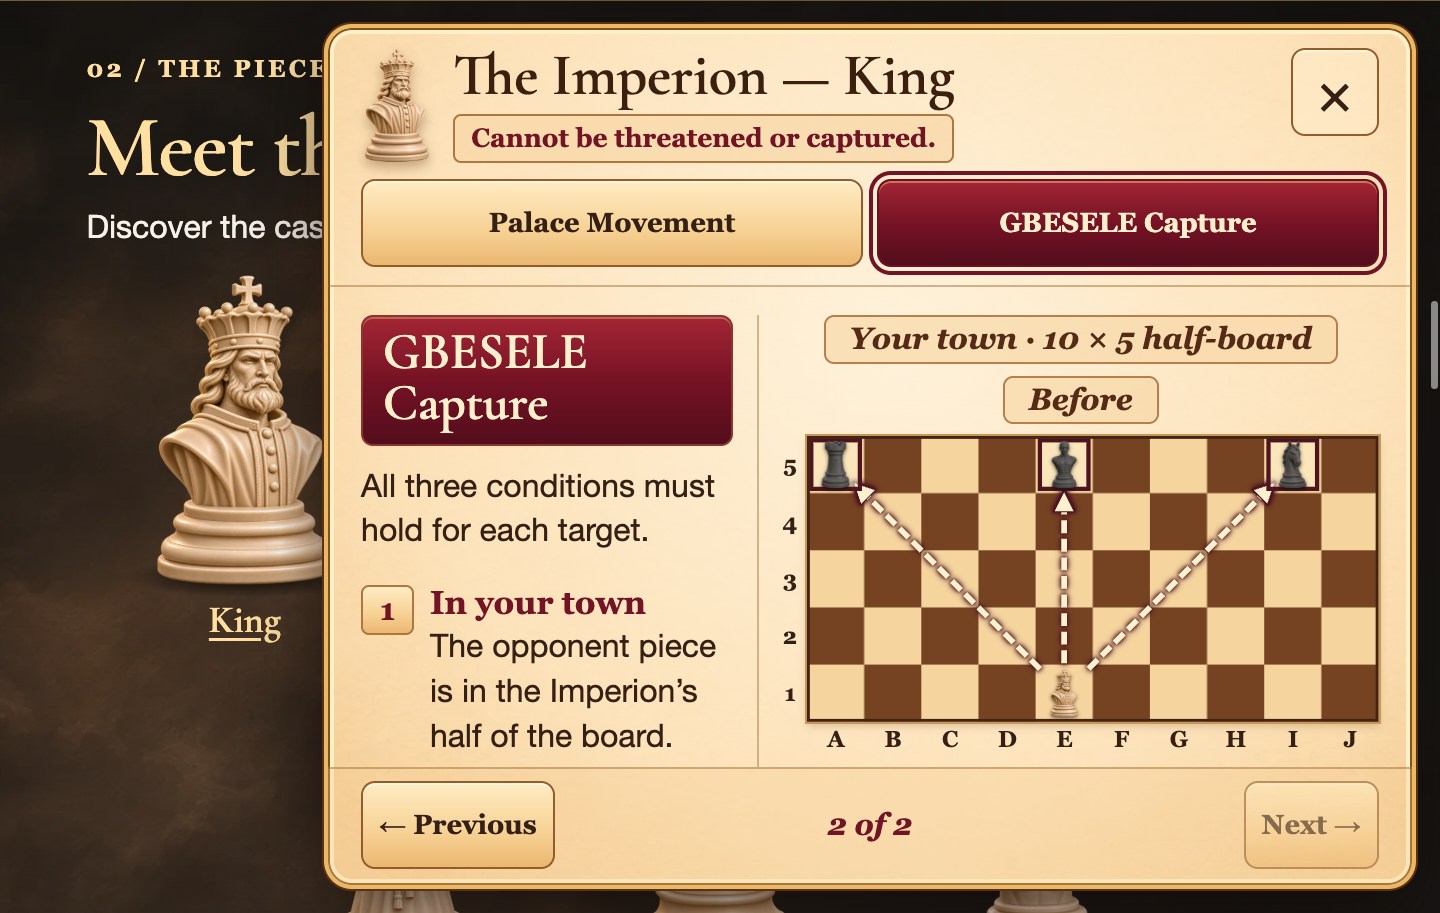 02 / THE PIECE
Meet th
Discover the cas
King
The Imperion — King
Cannot be threatened or captured.
×
Palace Movement
GBESELE Capture
GBESELE
Capture
All three conditions must
hold for each target.
1
In your town
The opponent piece
is in the Imperion’s
half of the board.
Your town · 10 × 5 half-board
Before
5
4
3
2
1
A B C D E F G H I J
← Previous
2 of 2
Next →